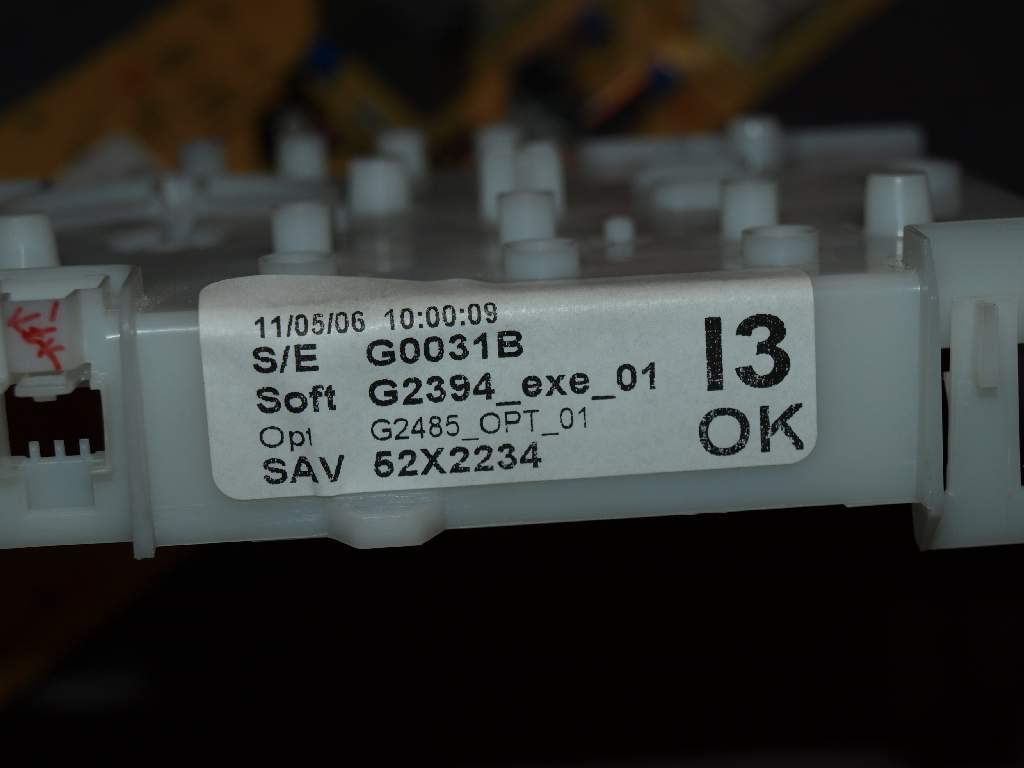 11/05/06 10:00:09
S/E G0031B
Soft G2394_exe_01
Opt G2485_OPT_01
SAV 52X2234
I3
OK